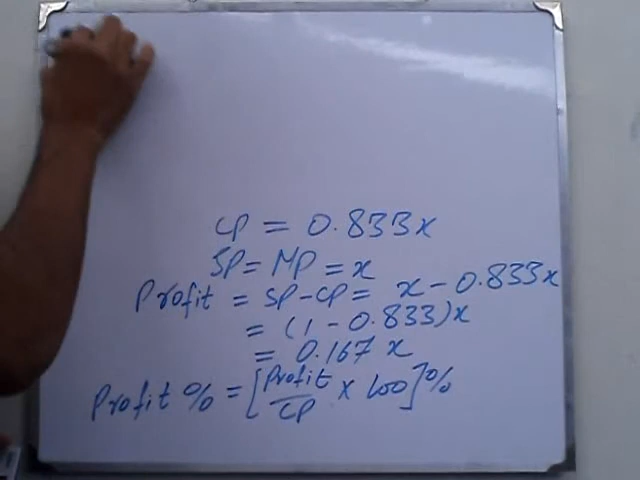 CP = 0.833x
SP = MP = x
Profit = SP - CP = x - 0.833x
= (1 - 0.833)x
= 0.167 x
Profit % = [Profit/CP × 100]%